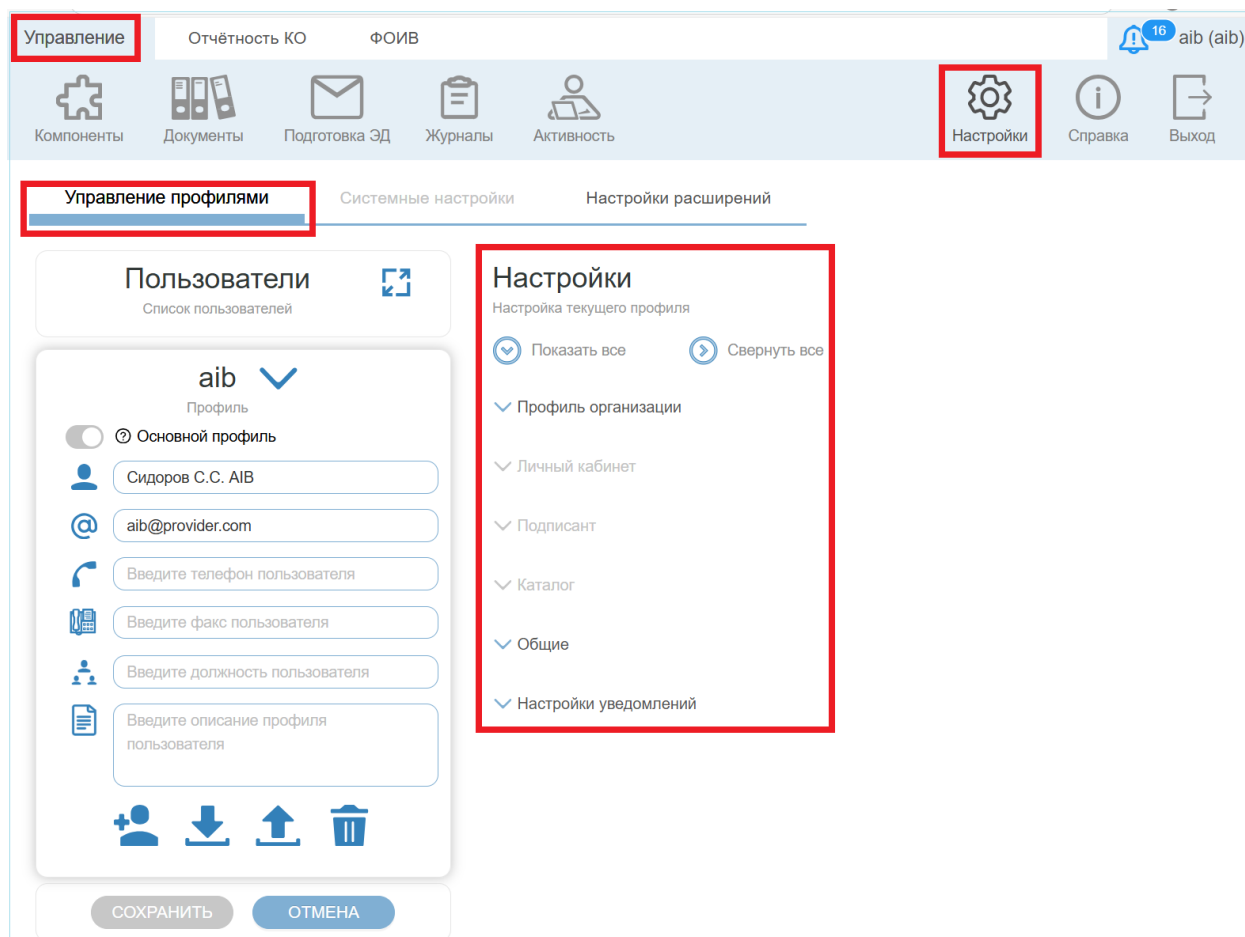 Управление Отчётность КО ФОИВ 16 aib (aib)
Компоненты Документы Подготовка ЭД Журналы Активность Настройки Справка Выход
Управление профилями Системные настройки Настройки расширений
Пользователи
Список пользователей
aib
Профиль
Основной профиль
Сидоров С.С. AIB
aib@provider.com
Введите телефон пользователя
Введите факс пользователя
Введите должность пользователя
Введите описание профиля
пользователя
СОХРАНИТЬ ОТМЕНА
Настройки
Настройка текущего профиля
Показать все Свернуть все
Профиль организации
Личный кабинет
Подписант
Каталог
Общие
Настройки уведомлений